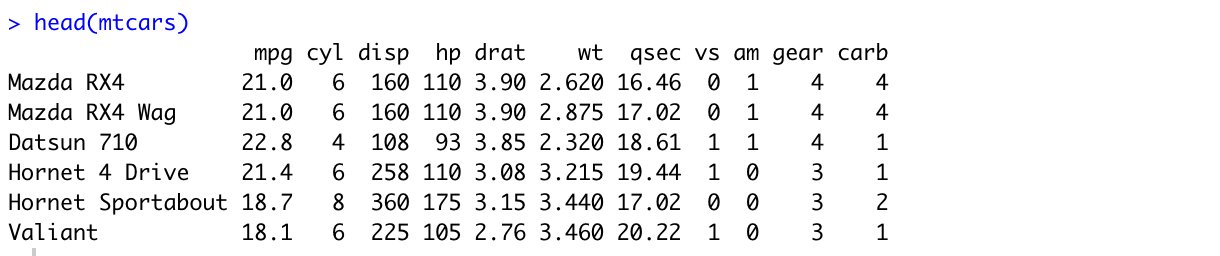 > head(mtcars)
                   mpg cyl disp  hp drat    wt  qsec vs am gear carb
Mazda RX4         21.0   6  160 110 3.90 2.620 16.46  0  1    4    4
Mazda RX4 Wag     21.0   6  160 110 3.90 2.875 17.02  0  1    4    4
Datsun 710        22.8   4  108  93 3.85 2.320 18.61  1  1    4    1
Hornet 4 Drive    21.4   6  258 110 3.08 3.215 19.44  1  0    3    1
Hornet Sportabout 18.7   8  360 175 3.15 3.440 17.02  0  0    3    2
Valiant           18.1   6  225 105 2.76 3.460 20.22  1  0    3    1